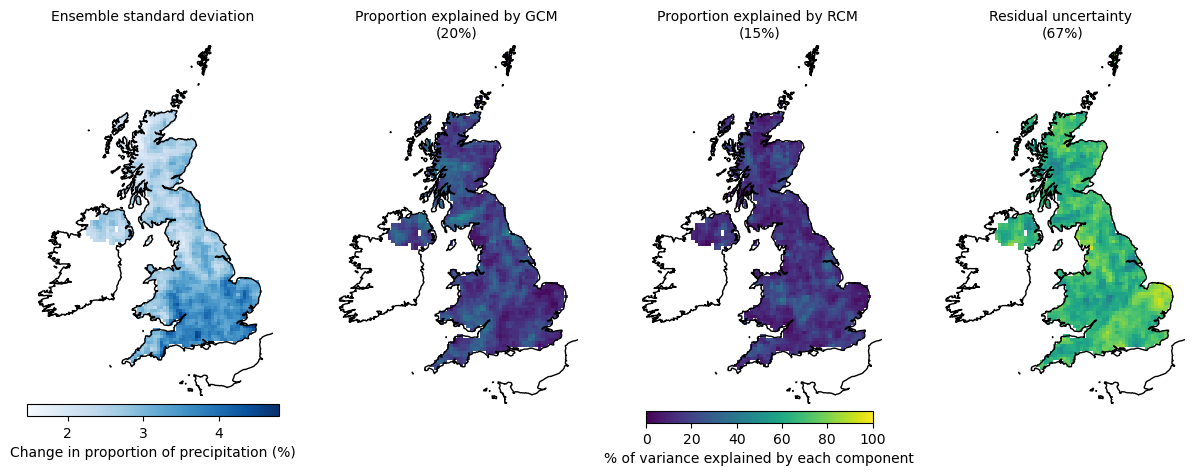 Ensemble standard deviation
Proportion explained by GCM
(20%)
Proportion explained by RCM
(15%)
Residual uncertainty
(67%)
2 3 4
Change in proportion of precipitation (%)
0 20 40 60 80 100
% of variance explained by each component